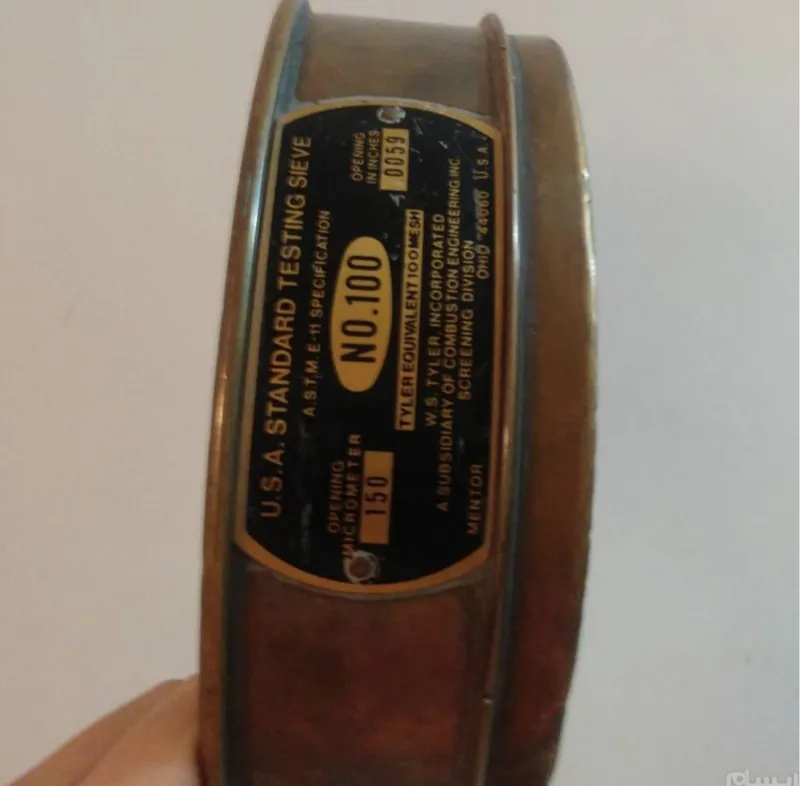 U.S.A. STANDARD TESTING SIEVE
A.S.T.M. E-11 SPECIFICATION
OPENING
MICROMETER
150
NO.100
OPENING
IN INCHES
.0059
TYLER EQUIVALENT 100 MESH
W.S. TYLER, INCORPORATED
A SUBSIDIARY OF COMBUSTION ENGINEERING INC.
SCREENING DIVISION
MENTOR OHIO 44060 U.S.A.
ایسام